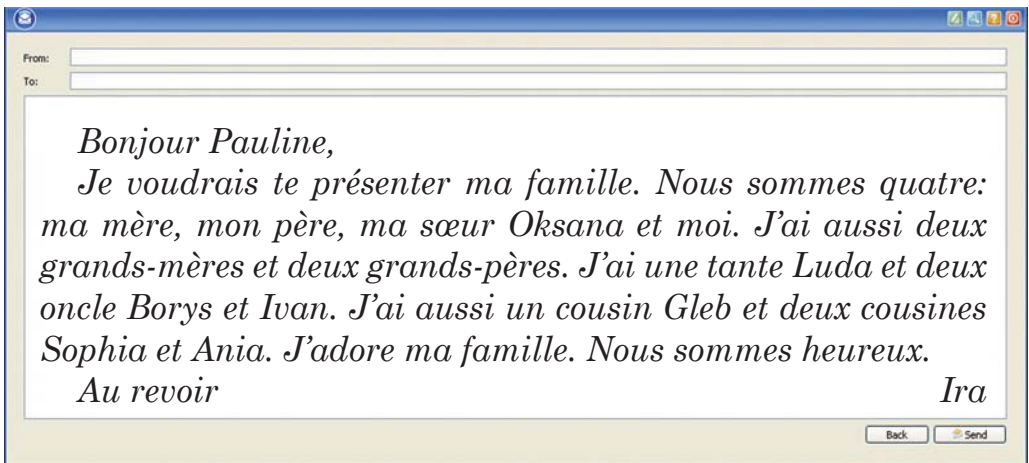 From:
To:
Bonjour Pauline,
Je voudrais te présenter ma famille. Nous sommes quatre:
ma mère, mon père, ma sœur Oksana et moi. J'ai aussi deux
grands-mères et deux grands-pères. J'ai une tante Luda et deux
oncle Borys et Ivan. J'ai aussi un cousin Gleb et deux cousines
Sophia et Ania. J'adore ma famille. Nous sommes heureux.
Au revoir Ira
Back Send